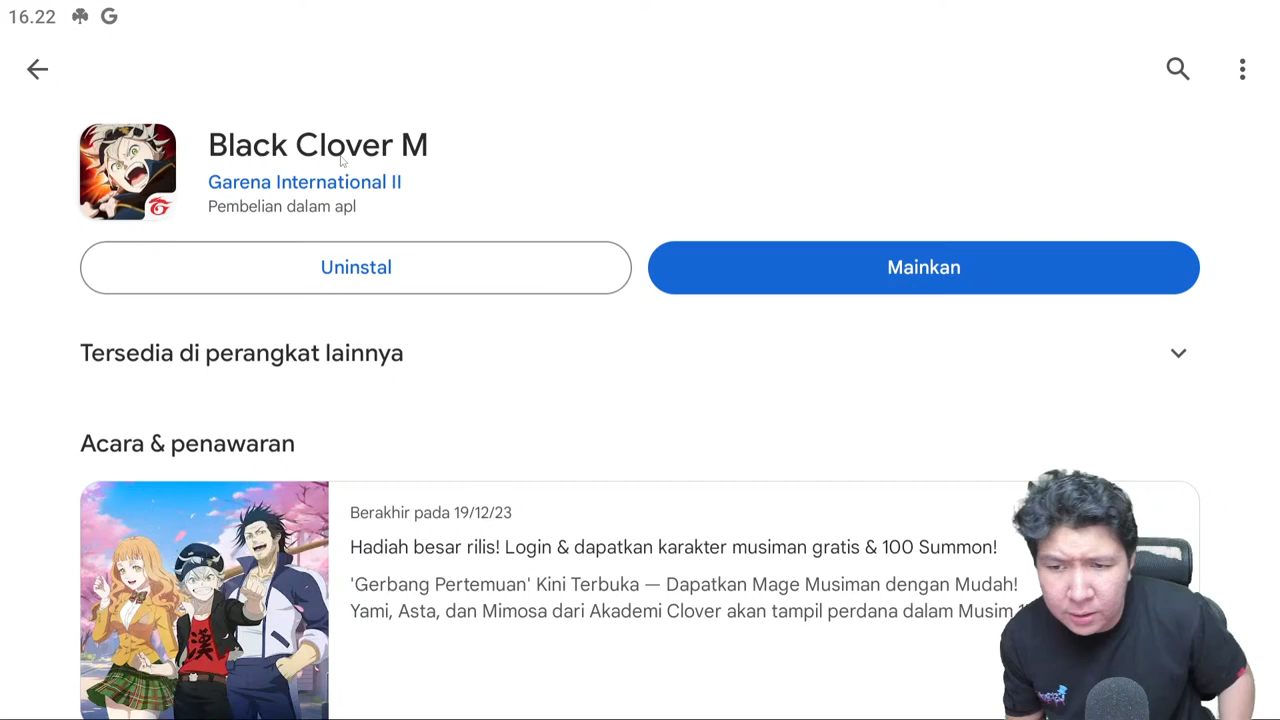 16.22
Black Clover M
Garena International II
Pembelian dalam apl
Uninstal
Mainkan
Tersedia di perangkat lainnya
Acara & penawaran
Berakhir pada 19/12/23
Hadiah besar rilis! Login & dapatkan karakter musiman gratis & 100 Summon!
'Gerbang Pertemuan' Kini Terbuka — Dapatkan Mage Musiman dengan Mudah!
Yami, Asta, dan Mimosa dari Akademi Clover akan tampil perdana dalam Musim
漢